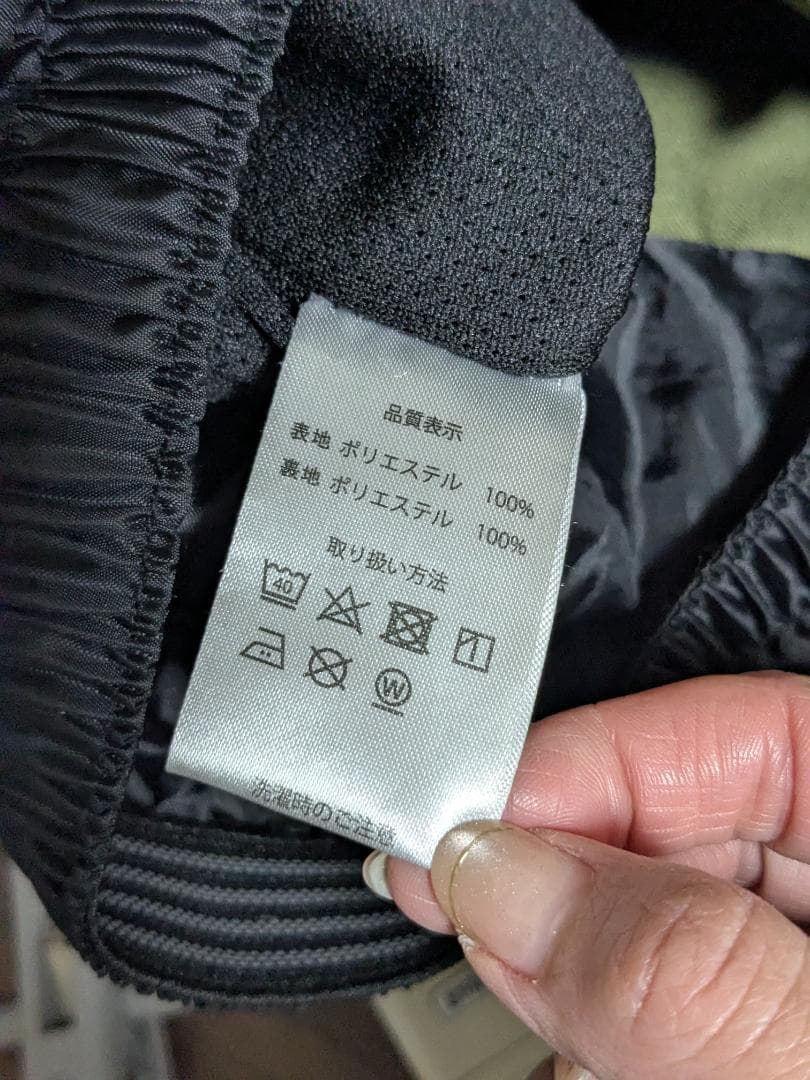 品質表示
表地 ポリエステル 100%
裏地 ポリエステル 100%
取り扱い方法
40
1
W
洗濯時のご注意